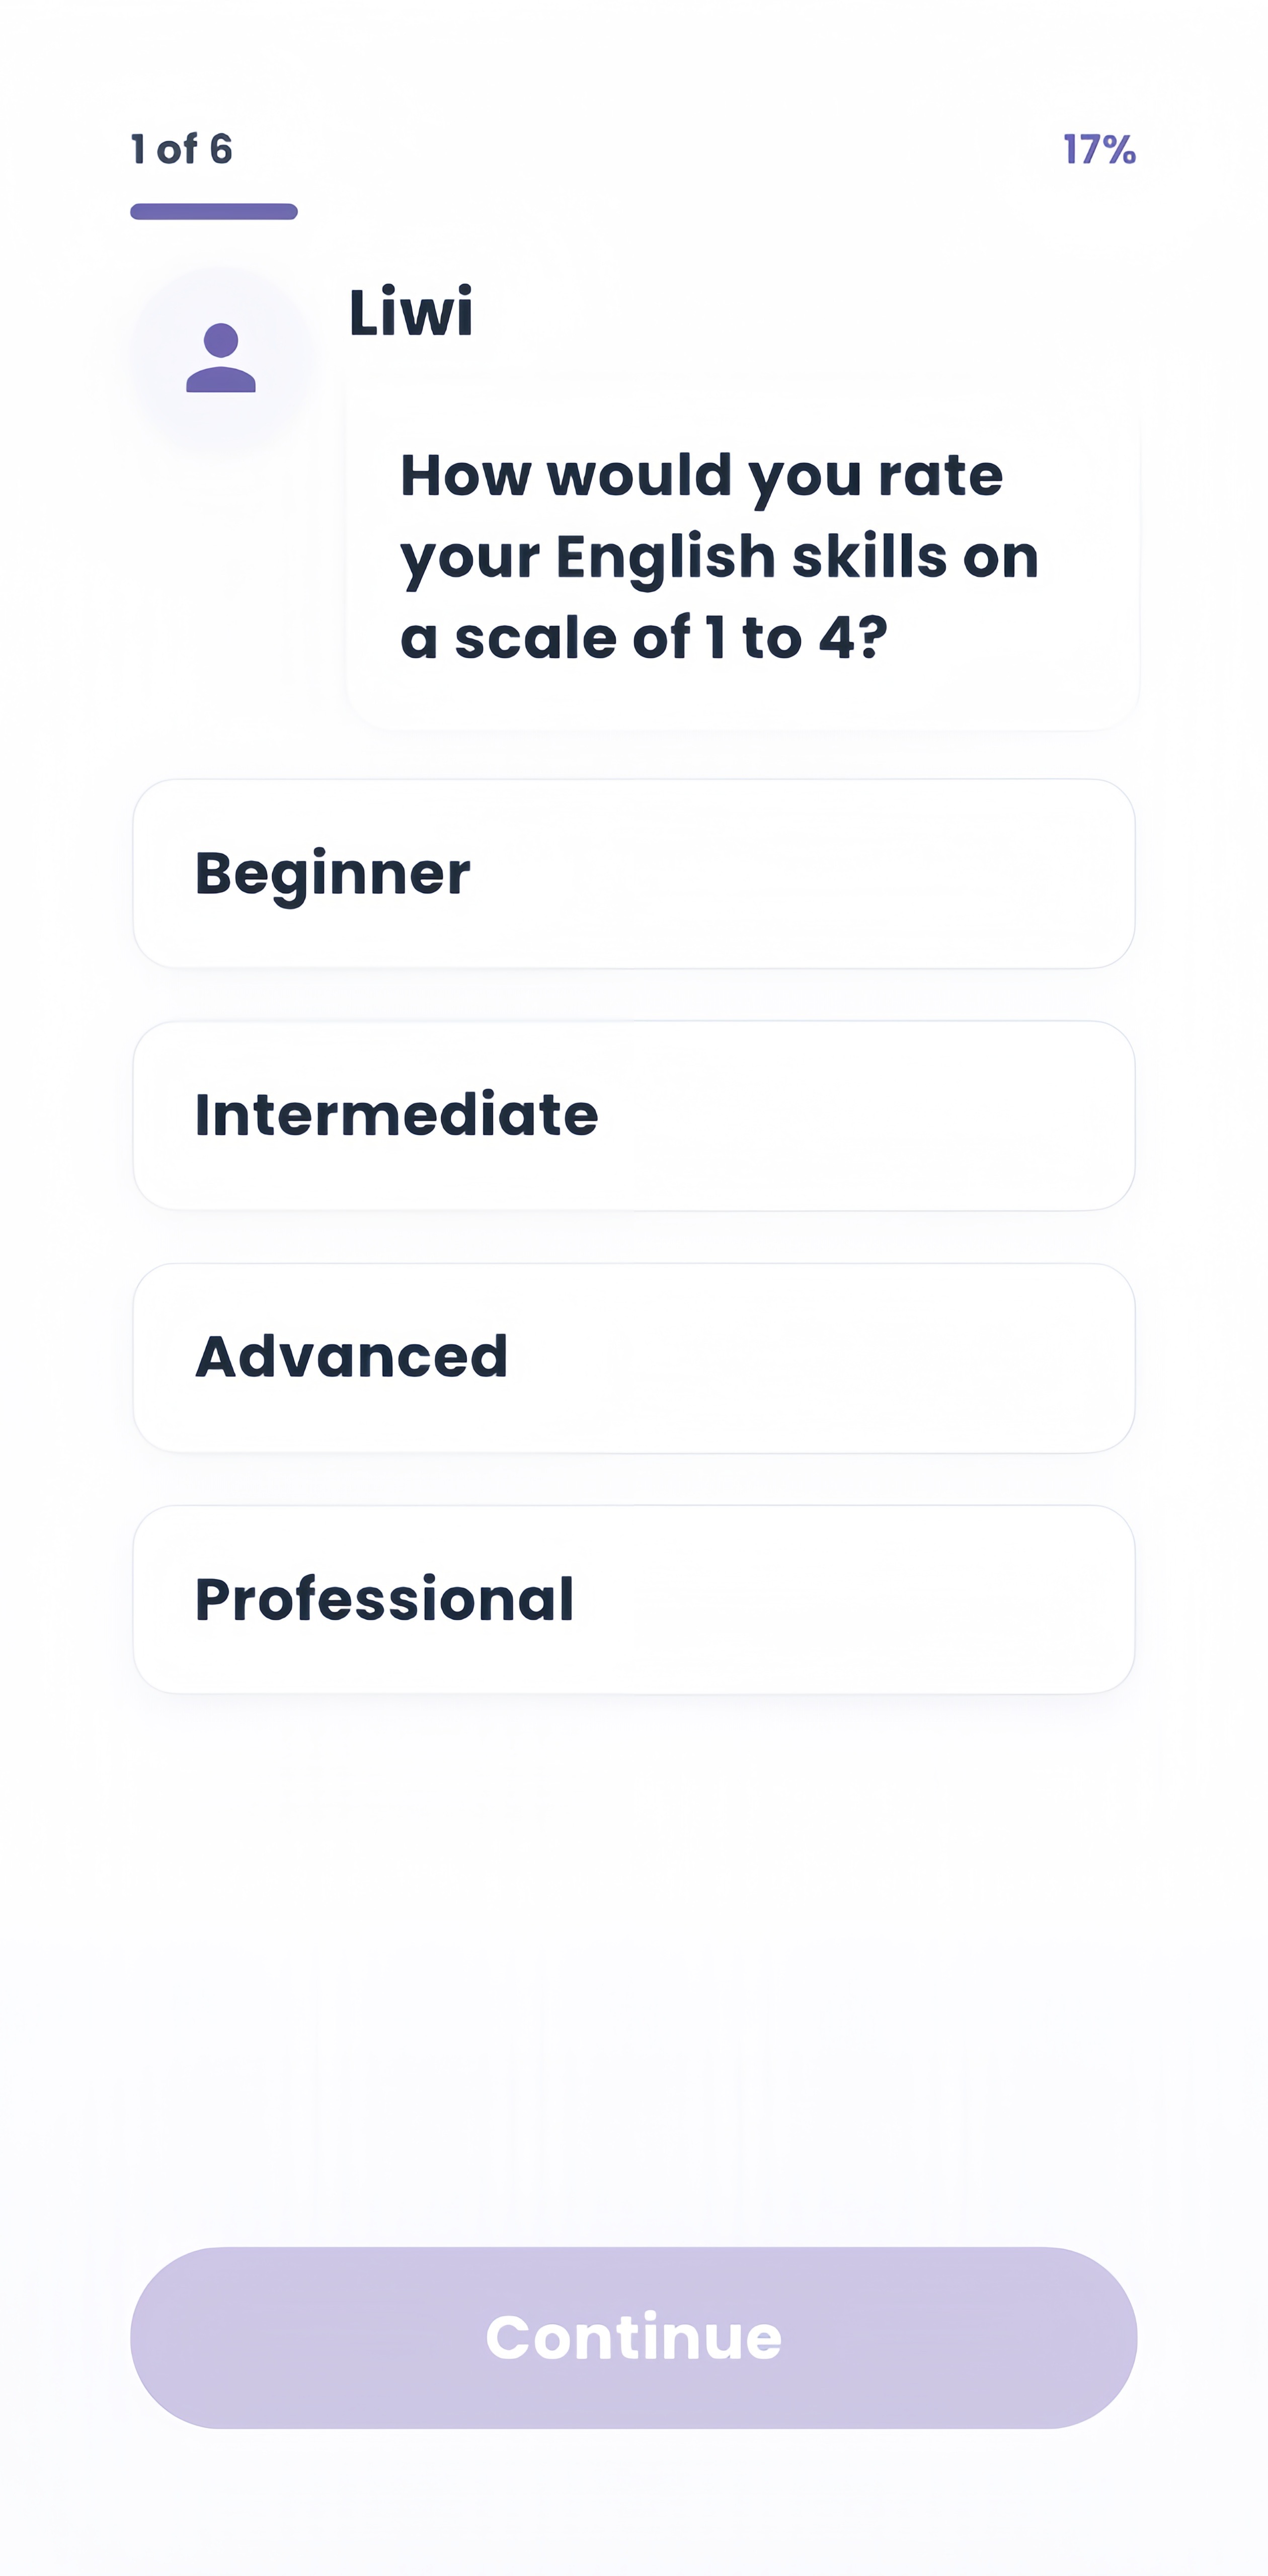 1 of 6
17%
Liwi
How would you rate
your English skills on
a scale of 1 to 4?
Beginner
Intermediate
Advanced
Professional
Continue